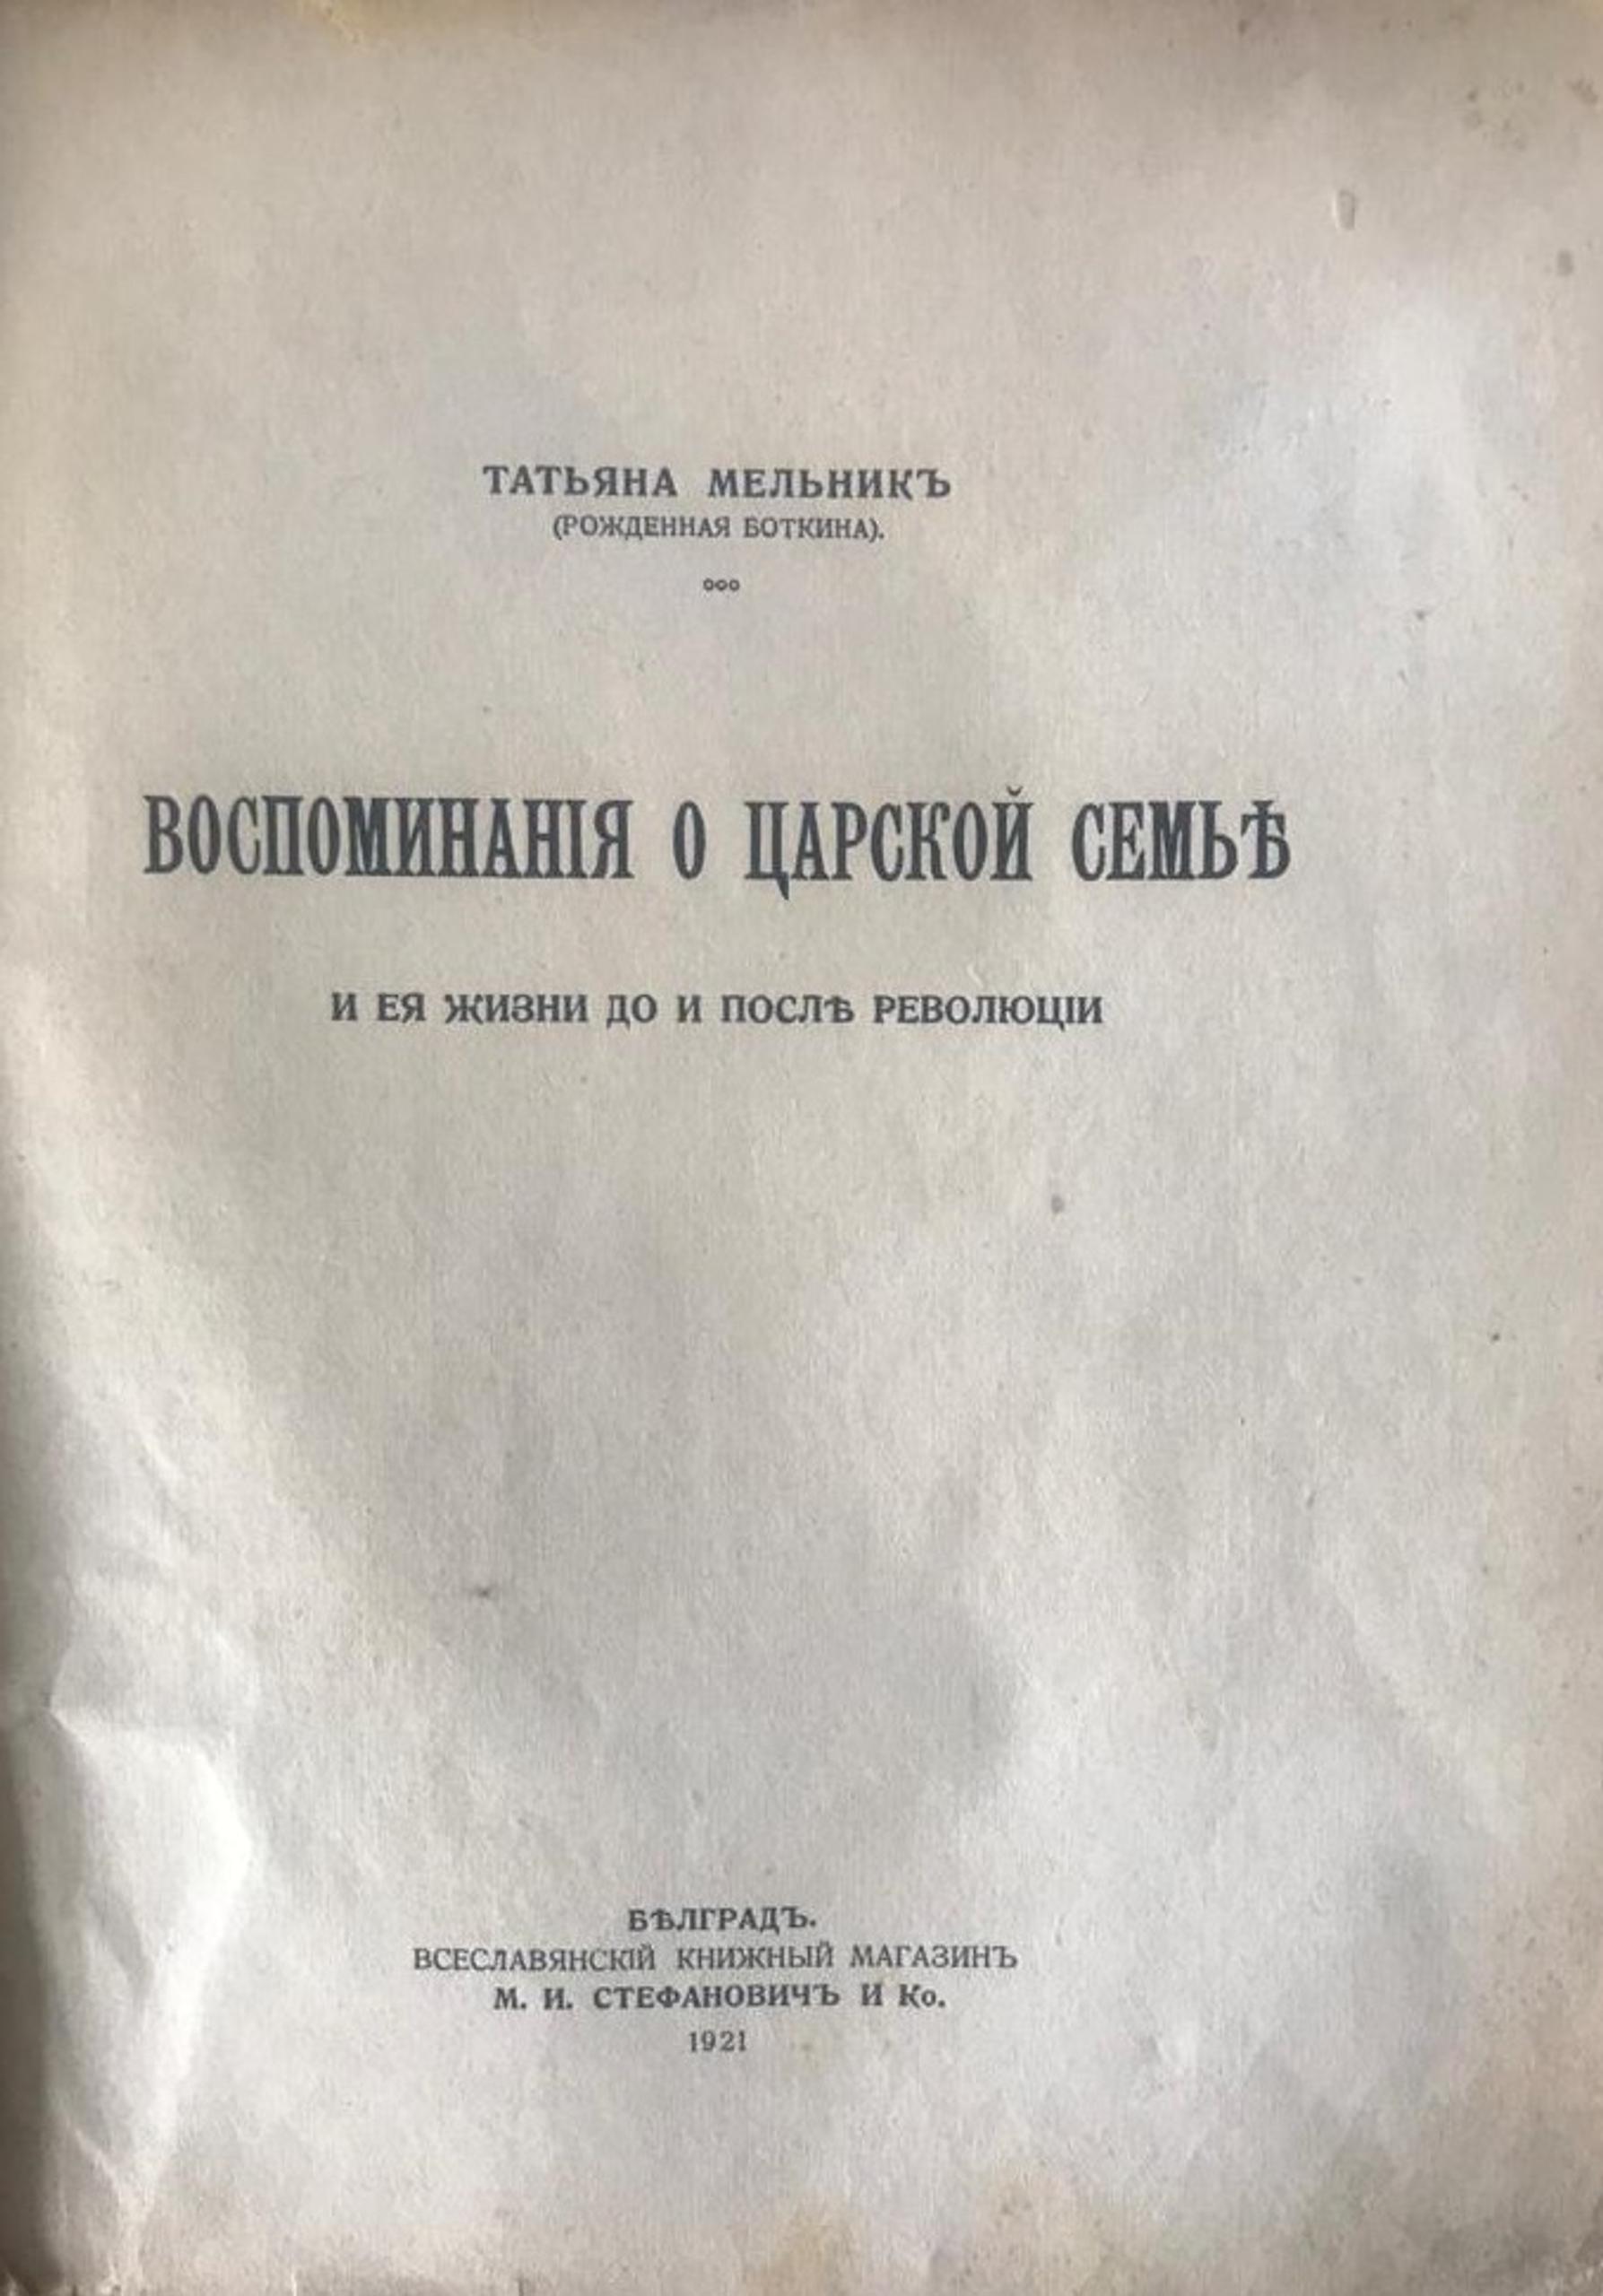 ТАТЬЯНА МЕЛЬНИКЪ
(РОЖДЕННАЯ БОТКИНА).
ВОСПОМИНАНІЯ О ЦАРСКОЙ СЕМЬѢ
И ЕЯ ЖИЗНИ ДО И ПОСЛѢ РЕВОЛЮЦІИ
БѢЛГРАДЪ.
ВСЕСЛАВЯНСКІЙ КНИЖНЫЙ МАГАЗИНЪ
М. И. СТЕФАНОВИЧЪ И Ко.
1921